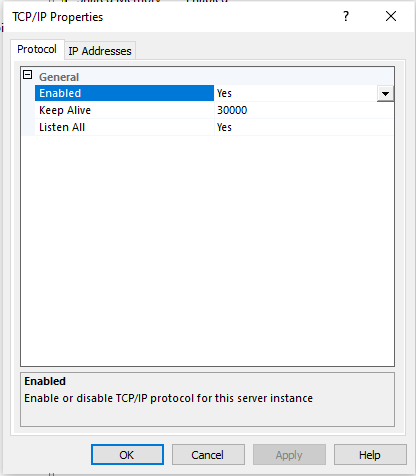 TCP/IP Properties
?
Protocol IP Addresses
General
Enabled Yes
Keep Alive 30000
Listen All Yes
Enabled
Enable or disable TCP/IP protocol for this server instance
OK Cancel Apply Help